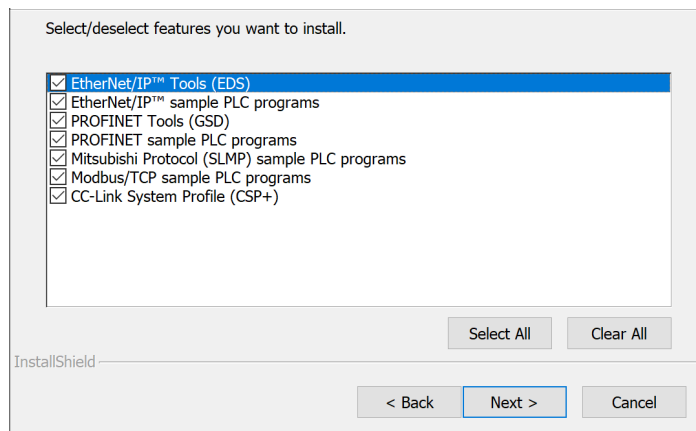 Select/deselect features you want to install.
EtherNet/IP™ Tools (EDS)
EtherNet/IP™ sample PLC programs
PROFINET Tools (GSD)
PROFINET sample PLC programs
Mitsubishi Protocol (SLMP) sample PLC programs
Modbus/TCP sample PLC programs
CC-Link System Profile (CSP+)
Select All Clear All
InstallShield
< Back Next > Cancel